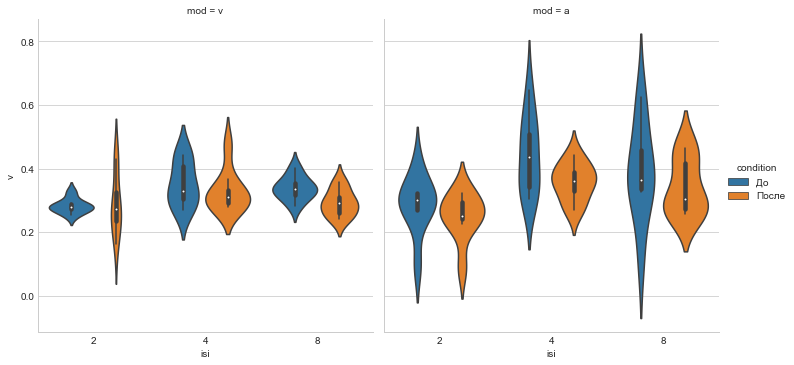 mod = v
mod = a
0.8
0.6
0.4
0.2
0.0
v
2
4
8
isi
2
4
8
isi
condition
До
После